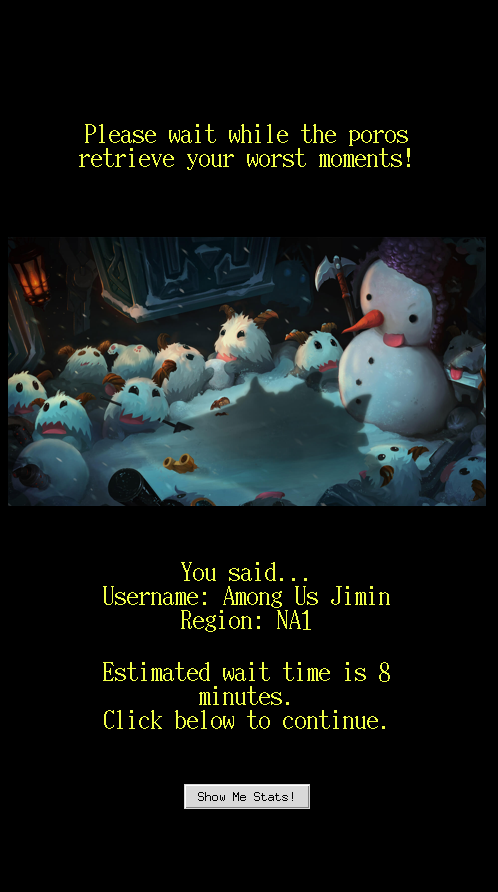 Please wait while the poros
retrieve your worst moments!
You said...
Username: Among Us Jimin
Region: NA1
Estimated wait time is 8
minutes.
Click below to continue.
Show Me Stats!